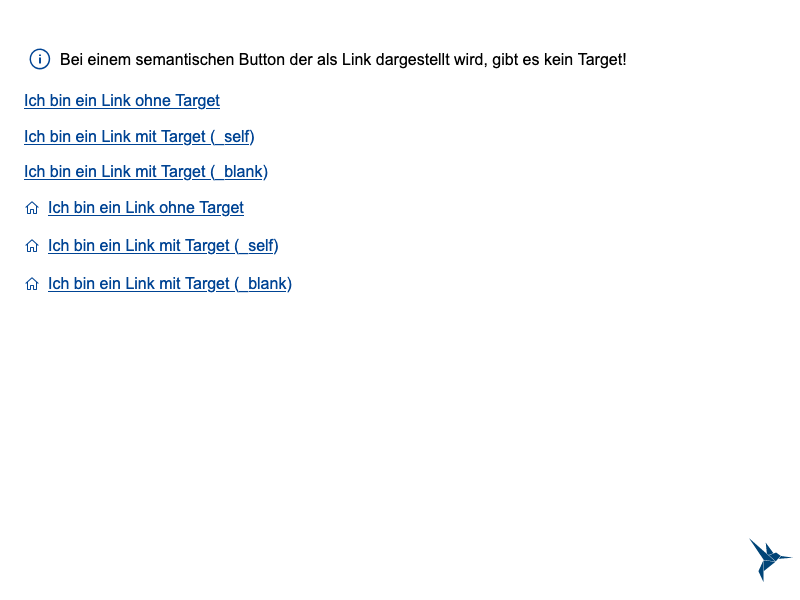 Bei einem semantischen Button der als Link dargestellt wird, gibt es kein Target!
Ich bin ein Link ohne Target
Ich bin ein Link mit Target (_self)
Ich bin ein Link mit Target (_blank)
Ich bin ein Link ohne Target
Ich bin ein Link mit Target (_self)
Ich bin ein Link mit Target (_blank)